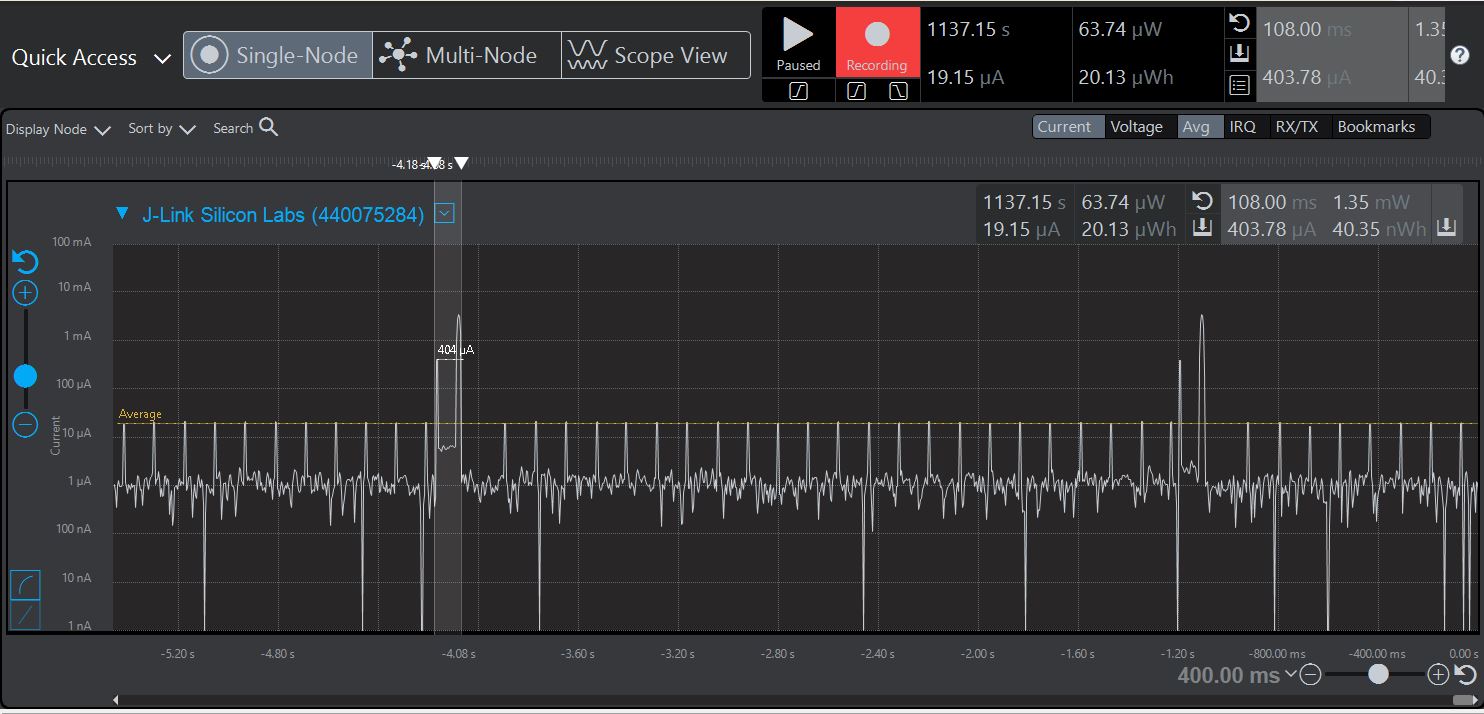 Quick Access
Single-Node
Multi-Node
Scope View
Paused
Recording
1137.15 s
63.74 µW
19.15 µA
20.13 µWh
108.00 ms
403.78 µA
Display Node
Sort by
Search
Current
Voltage
Avg
IRQ
RX/TX
Bookmarks
-4.18 s
J-Link Silicon Labs (440075284)
1137.15 s 63.74 µW
19.15 µA 20.13 µWh
108.00 ms 1.35 mW
403.78 µA 40.35 nWh
100 mA
10 mA
1 mA
100 µA
10 µA
1 µA
100 nA
10 nA
1 nA
Current
Average
404 µA
-5.20 s -4.80 s -4.08 s -3.60 s -3.20 s -2.80 s -2.40 s -2.00 s -1.60 s -1.20 s -800.00 ms -400.00 ms 0.00 s
400.00 ms